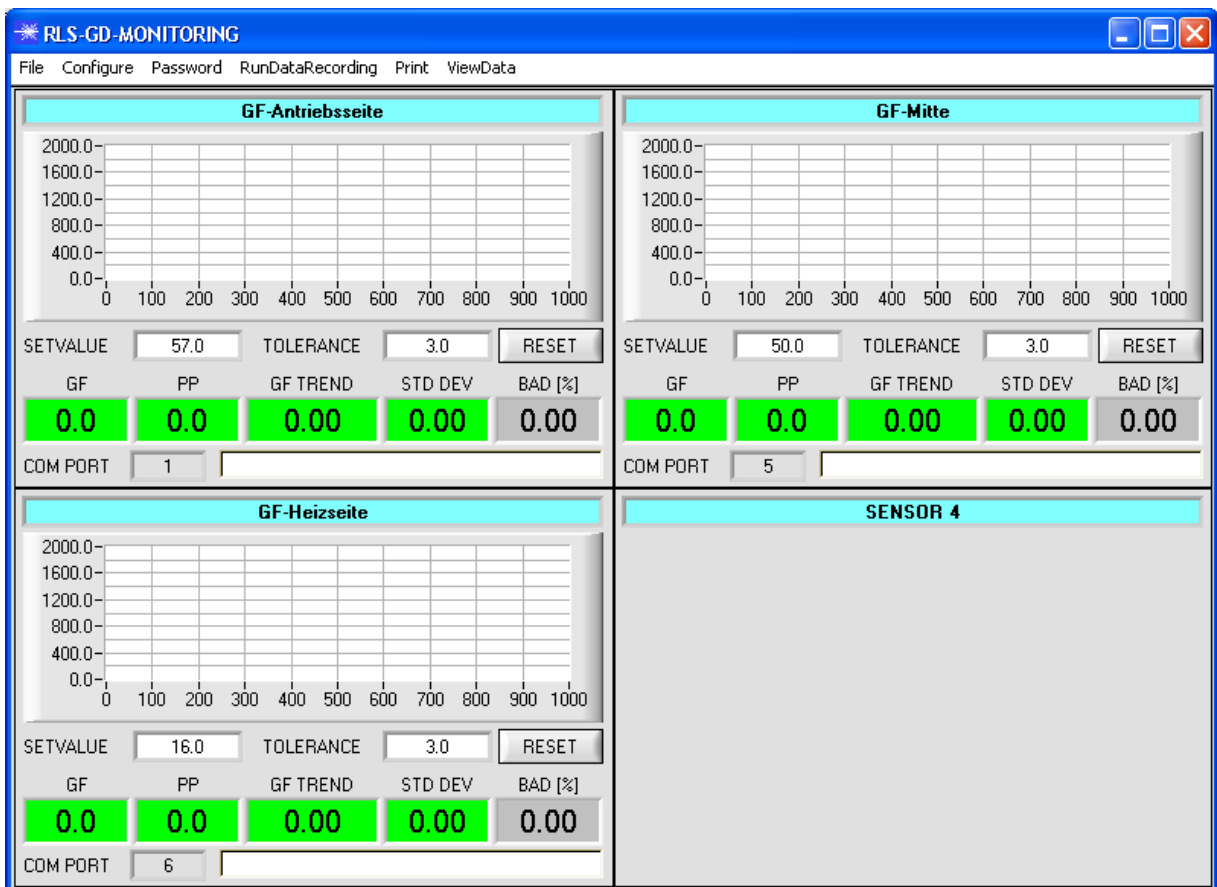 RLS-GD-MONITORING
File Configure Password RunDataRecording Print ViewData
GF-Antriebsseite
2000.0
1600.0
1200.0
800.0
400.0
0.0
0 100 200 300 400 500 600 700 800 900 1000
SETVALUE 57.0 TOLERANCE 3.0 RESET
GF PP GF TREND STD DEV BAD [%]
0.0 0.0 0.00 0.00 0.00
COM PORT 1
GF-Mitte
2000.0
1600.0
1200.0
800.0
400.0
0.0
0 100 200 300 400 500 600 700 800 900 1000
SETVALUE 50.0 TOLERANCE 3.0 RESET
GF PP GF TREND STD DEV BAD [%]
0.0 0.0 0.00 0.00 0.00
COM PORT 5
GF-Heizseite
2000.0
1600.0
1200.0
800.0
400.0
0.0
0 100 200 300 400 500 600 700 800 900 1000
SETVALUE 16.0 TOLERANCE 3.0 RESET
GF PP GF TREND STD DEV BAD [%]
0.0 0.0 0.00 0.00 0.00
COM PORT 6
SENSOR 4